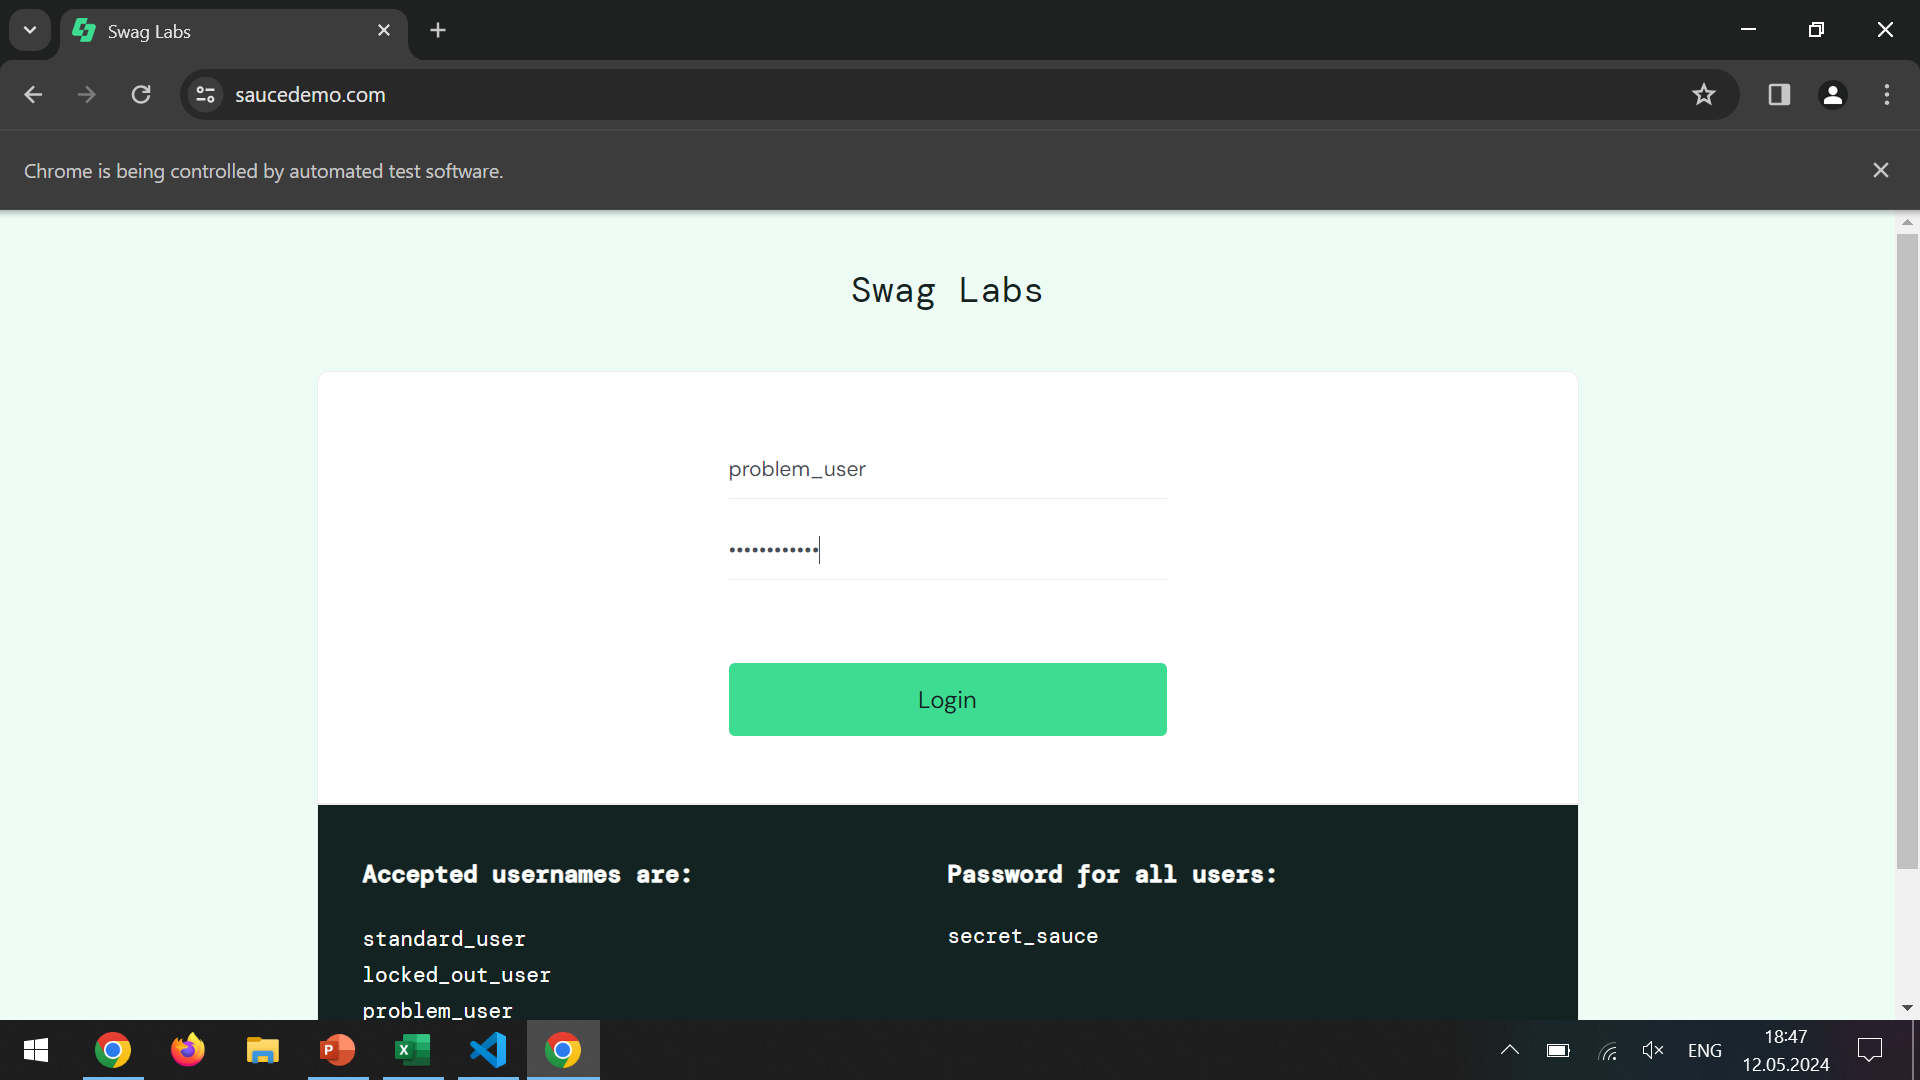 Swag Labs
saucedemo.com
Chrome is being controlled by automated test software.
Swag Labs
problem_user
••••••••••••
Login
Accepted usernames are:
standard_user
locked_out_user
problem_user
Password for all users:
secret_sauce
ENG
18:47
12.05.2024